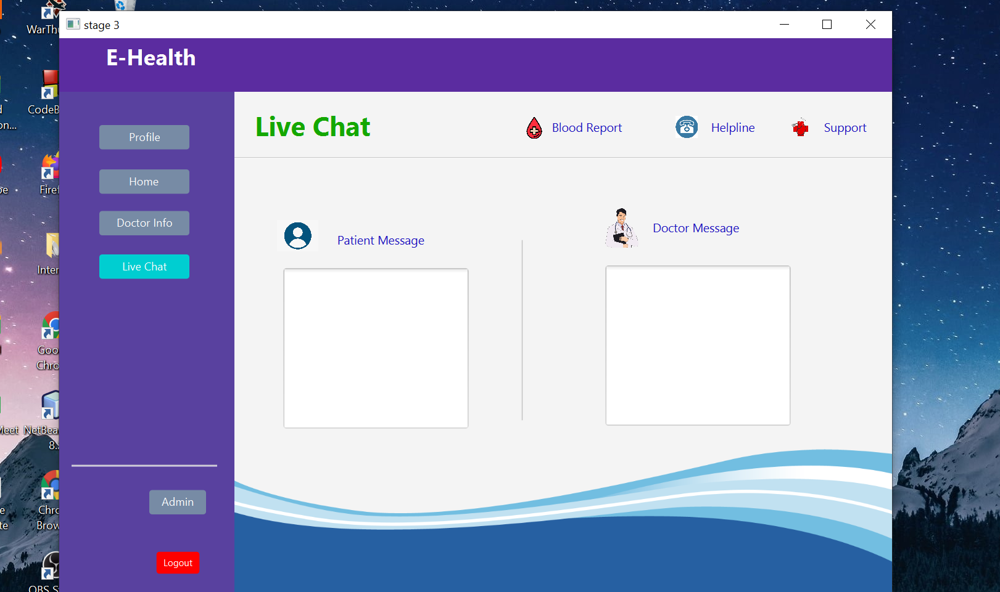 stage 3
E-Health
Profile
Home
Doctor Info
Live Chat
Admin
Logout
Live Chat
Blood Report
Helpline
Support
Patient Message
Doctor Message
WarThu
CodeB
on...
Firef
Inter
Goo
Chro
Meet
NetBea
8..
Chro
Brow
OBS S